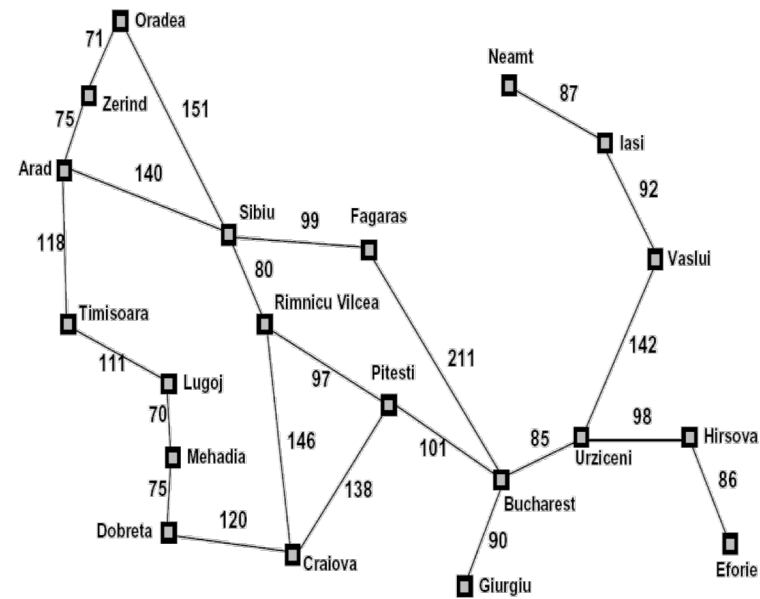 Oradea
71
Neamt
87
Zerind
151
75
Iasi
Arad
140
92
Sibiu
99
Fagaras
118
Vaslui
80
Rimnicu Vilcea
Timisoara
142
111
211
97
Pitesti
Lugoj
70
98
146
101
85
Hirsova
Mehadia
Urziceni
75
138
86
Bucharest
120
Dobreta
90
Craiova
Eforie
Giurgiu